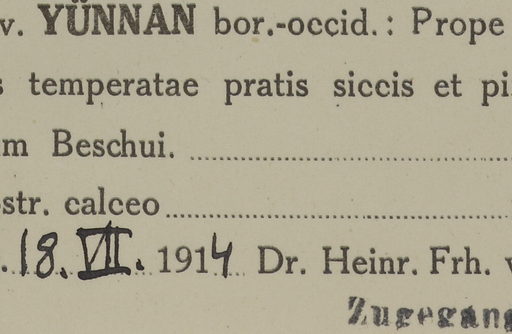 v. YÜNNAN bor.-occid.: Prope
s temperatae pratis siccis et pi
m Beschui.
str. calceo
18. VII. 1914 Dr. Heinr. Frh. v
Zugegang